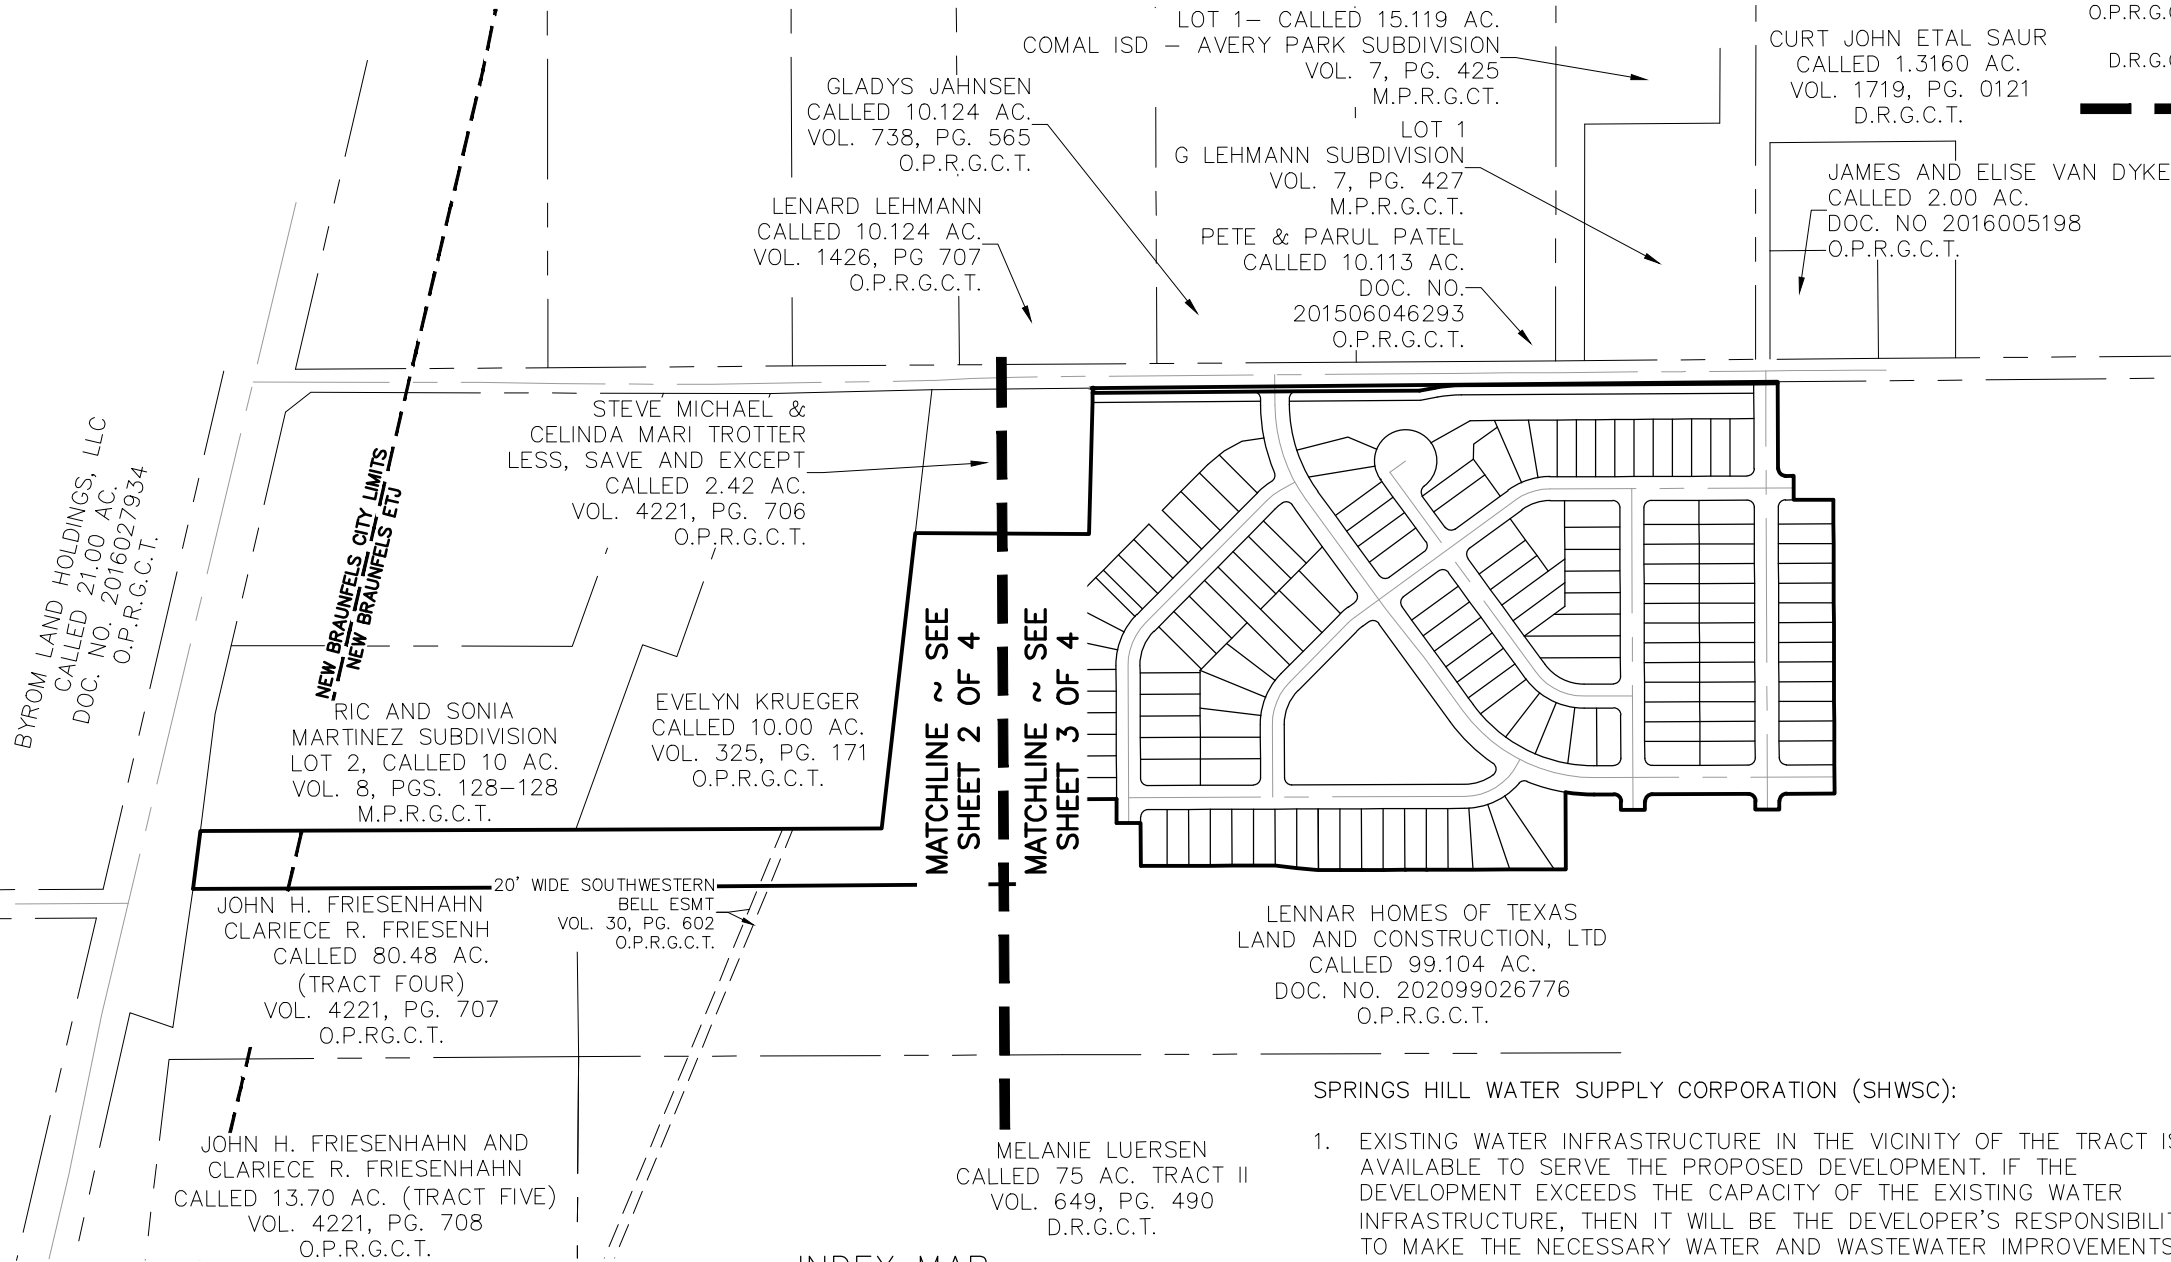 LOT 1- CALLED 15.119 AC.
COMAL ISD - AVERY PARK SUBDIVISION
VOL. 7, PG. 425
M.P.R.G.CT.
O.P.R.G.
CURT JOHN ETAL SAUR
CALLED 1.3160 AC.
VOL. 1719, PG. 0121
D.R.G.C.T.
D.R.G.
GLADYS JAHNSEN
CALLED 10.124 AC.
VOL. 738, PG. 565
O.P.R.G.C.T.
LOT 1
G LEHMANN SUBDIVISION
VOL. 7, PG. 427
M.P.R.G.C.T.
JAMES AND ELISE VAN DYKE
CALLED 2.00 AC.
DOC. NO 2016005198
O.P.R.G.C.T.
LENARD LEHMANN
CALLED 10.124 AC.
VOL. 1426, PG 707
O.P.R.G.C.T.
PETE & PARUL PATEL
CALLED 10.113 AC.
DOC. NO.
201506046293
O.P.R.G.C.T.
STEVE MICHAEL &
CELINDA MARI TROTTER
LESS, SAVE AND EXCEPT
CALLED 2.42 AC.
VOL. 4221, PG. 706
O.P.R.G.C.T.
BYROM LAND HOLDINGS, LLC
CALLED 21.00 AC.
DOC. NO. 2016027934
O.P.R.G.C.T.
NEW BRAUNFELS CITY LIMITS
NEW BRAUNFELS ETJ
MATCHLINE ~ SEE
SHEET 2 OF 4
MATCHLINE ~ SEE
SHEET 3 OF 4
RIC AND SONIA
MARTINEZ SUBDIVISION
LOT 2, CALLED 10 AC.
VOL. 8, PGS. 128-128
M.P.R.G.C.T.
EVELYN KRUEGER
CALLED 10.00 AC.
VOL. 325, PG. 171
O.P.R.G.C.T.
20' WIDE SOUTHWESTERN
BELL ESMT
VOL. 30, PG. 602
O.P.R.G.C.T.
JOHN H. FRIESENHAHN
CLARIECE R. FRIESENH
CALLED 80.48 AC.
(TRACT FOUR)
VOL. 4221, PG. 707
O.P.RG.C.T.
LENNAR HOMES OF TEXAS
LAND AND CONSTRUCTION, LTD
CALLED 99.104 AC.
DOC. NO. 202099026776
O.P.R.G.C.T.
JOHN H. FRIESENHAHN AND
CLARIECE R. FRIESENHAHN
CALLED 13.70 AC. (TRACT FIVE)
VOL. 4221, PG. 708
O.P.R.G.C.T.
MELANIE LUERSEN
CALLED 75 AC. TRACT II
VOL. 649, PG. 490
D.R.G.C.T.
SPRINGS HILL WATER SUPPLY CORPORATION (SHWSC):
1. EXISTING WATER INFRASTRUCTURE IN THE VICINITY OF THE TRACT IS
AVAILABLE TO SERVE THE PROPOSED DEVELOPMENT. IF THE
DEVELOPMENT EXCEEDS THE CAPACITY OF THE EXISTING WATER
INFRASTRUCTURE, THEN IT WILL BE THE DEVELOPER'S RESPONSIBILIT
TO MAKE THE NECESSARY WATER AND WASTEWATER IMPROVEMENTS
INDEX MAP